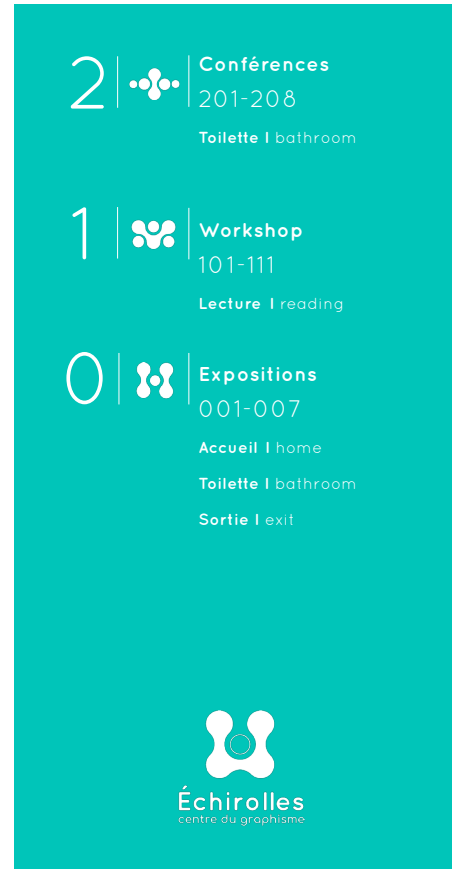 2
Conférences
201-208
Toilette | bathroom
1
Workshop
101-111
Lecture | reading
0
Expositions
001-007
Accueil | home
Toilette | bathroom
Sortie | exit
Échirolles
centre du graphisme